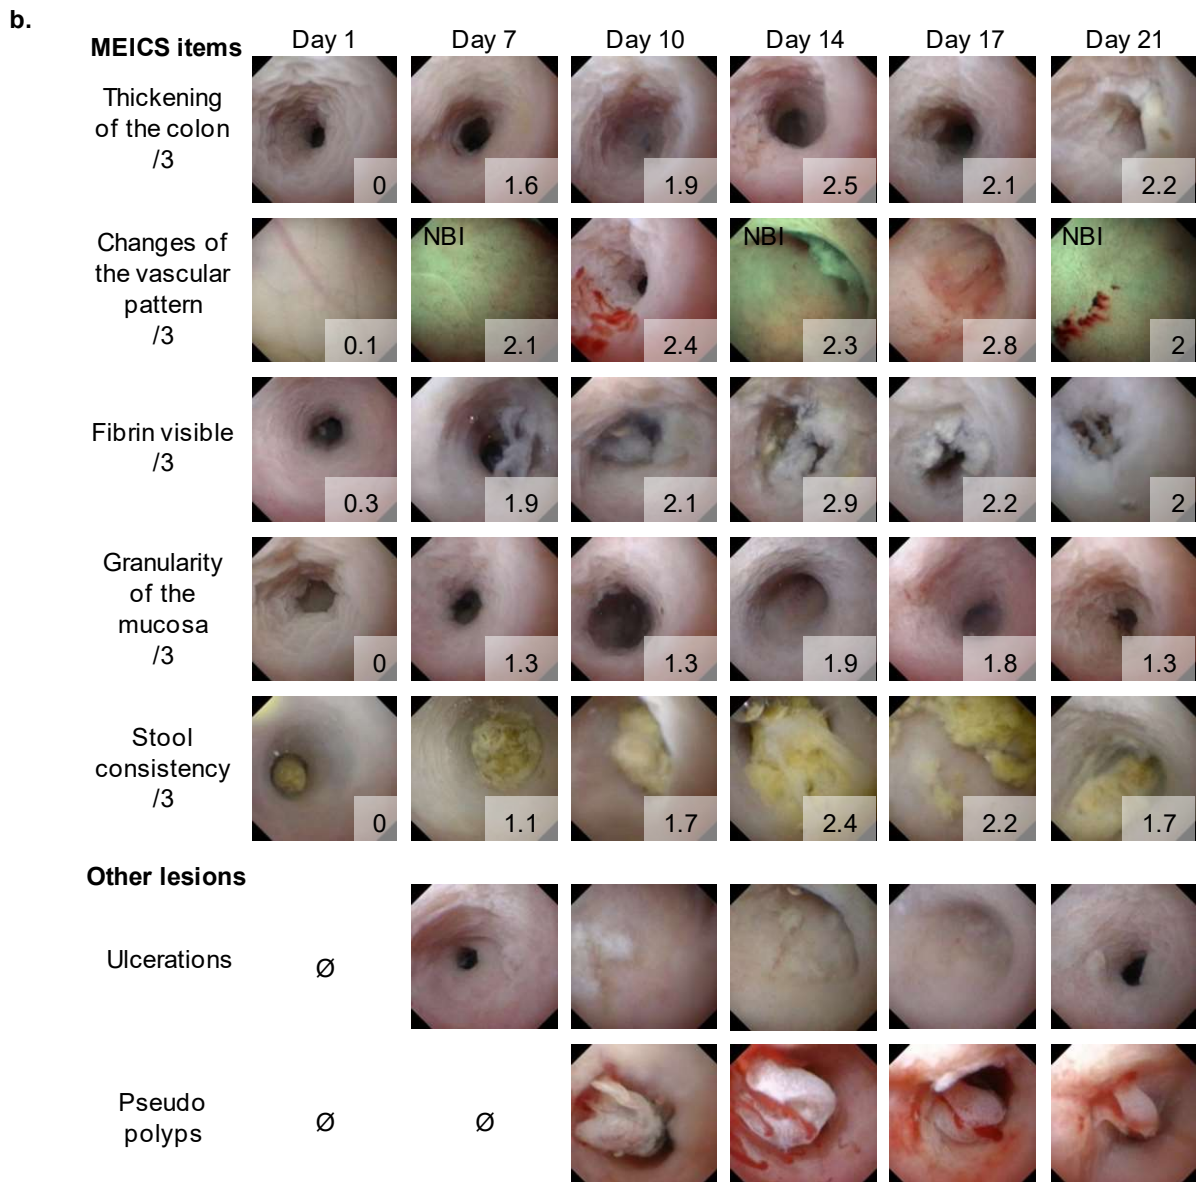 b.
MEICS items
Day 1
Day 7
Day 10
Day 14
Day 17
Day 21
Thickening
of the colon
/3
0
1.6
1.9
2.5
2.1
2.2
Changes of
the vascular
pattern
/3
0.1
NBI
2.1
2.4
NBI
2.3
2.8
NBI
2
Fibrin visible
/3
0.3
1.9
2.1
2.9
2.2
2
Granularity
of the
mucosa
/3
0
1.3
1.3
1.9
1.8
1.3
Stool
consistency
/3
0
1.1
1.7
2.4
2.2
1.7
Other lesions
Ulcerations
Ø
Pseudo
polyps
Ø
Ø